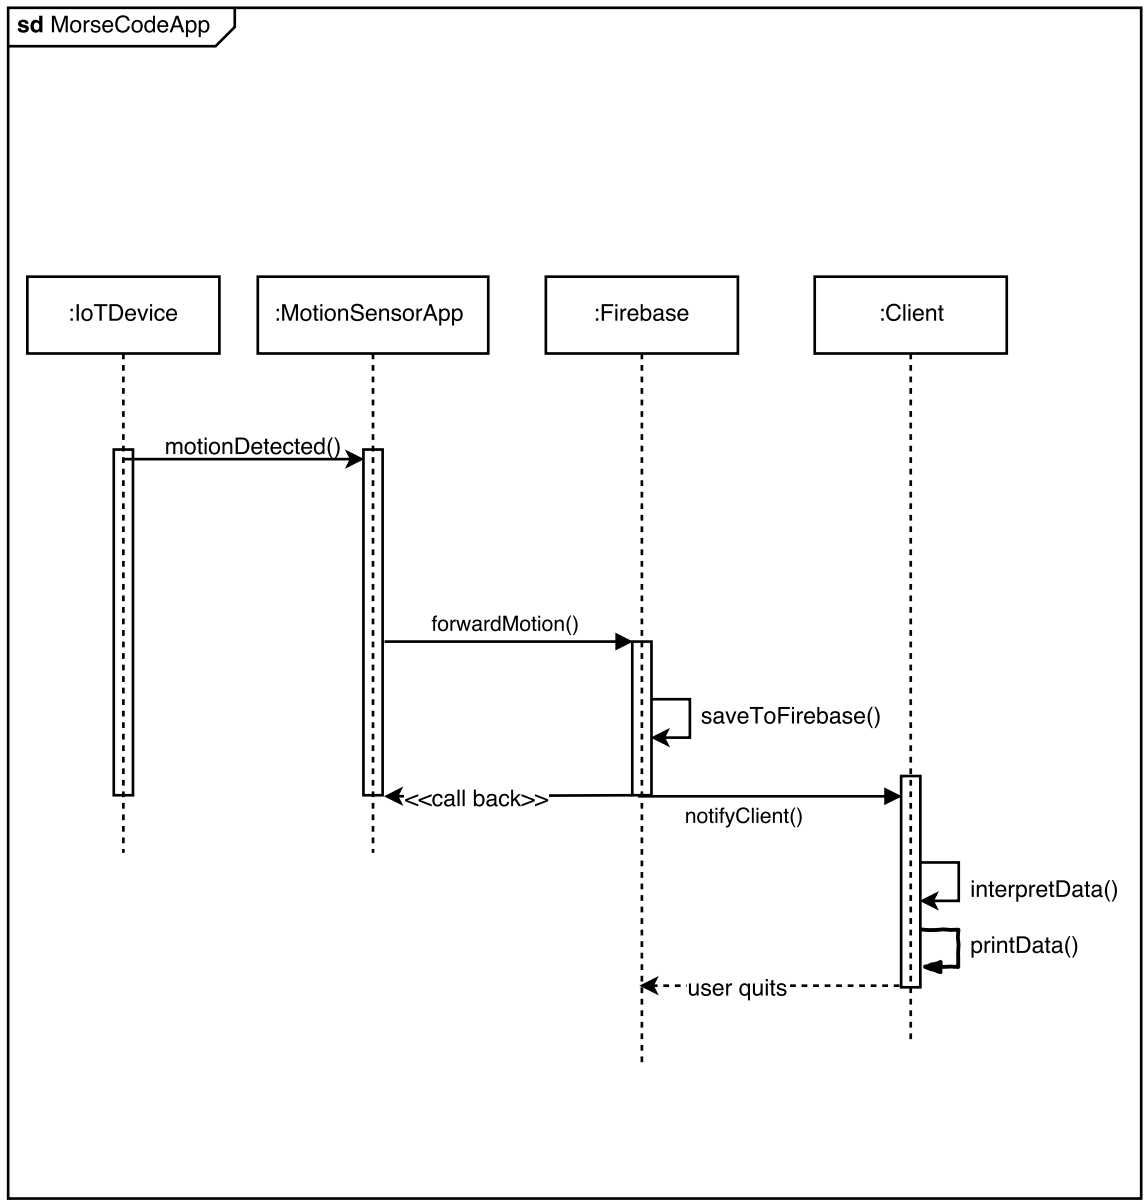 sd MorseCodeApp
:IoTDevice
:MotionSensorApp
:Firebase
:Client
motionDetected()
forwardMotion()
saveToFirebase()
<<call back>>
notifyClient()
interpretData()
printData()
user quits